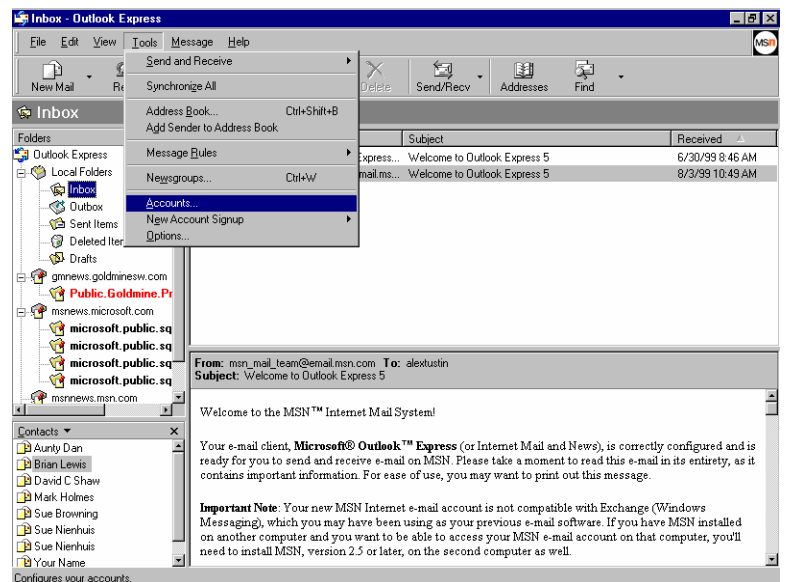 Inbox - Outlook Express
File Edit View Tools Message Help
msn
New Mail Re Delete Send/Recv Addresses Find
Send and Receive
Synchronize All
Address Book... Ctrl+Shift+B
Add Sender to Address Book
Message Rules
Newsgroups... Ctrl+W
Accounts...
New Account Signup
Options...
Inbox
Folders
Outlook Express
Local Folders
Inbox
Outbox
Sent Items
Deleted Iter
Drafts
gmnews.goldminesw.com
Public.Goldmine.Pr
msnews.microsoft.com
microsoft.public.sq
microsoft.public.sq
microsoft.public.sq
microsoft.public.sq
msnnews.msn.com
Subject Received
Express... Welcome to Outlook Express 5 6/30/99 8:46 AM
mail.ms... Welcome to Outlook Express 5 8/3/99 10:49 AM
Contacts
Aunty Dan
Brian Lewis
David C Shaw
Mark Holmes
Sue Browning
Sue Nienhuis
Sue Nienhuis
Your Name
From: msn_mail_team@email.msn.com To: alextustin
Subject: Welcome to Outlook Express 5
Welcome to the MSN™ Internet Mail System!
Your e-mail client, Microsoft® Outlook™ Express (or Internet Mail and News), is correctly configured and is
ready for you to send and receive e-mail on MSN. Please take a moment to read this e-mail in its entirety, as it
contains important information. For ease of use, you may want to print out this message.
Important Note: Your new MSN Internet e-mail account is not compatible with Exchange (Windows
Messaging), which you may have been using as your previous e-mail software. If you have MSN installed
on another computer and you want to be able to access your MSN e-mail account on that computer, you'll
need to install MSN, version 2.5 or later, on the second computer as well.
Configures your accounts.